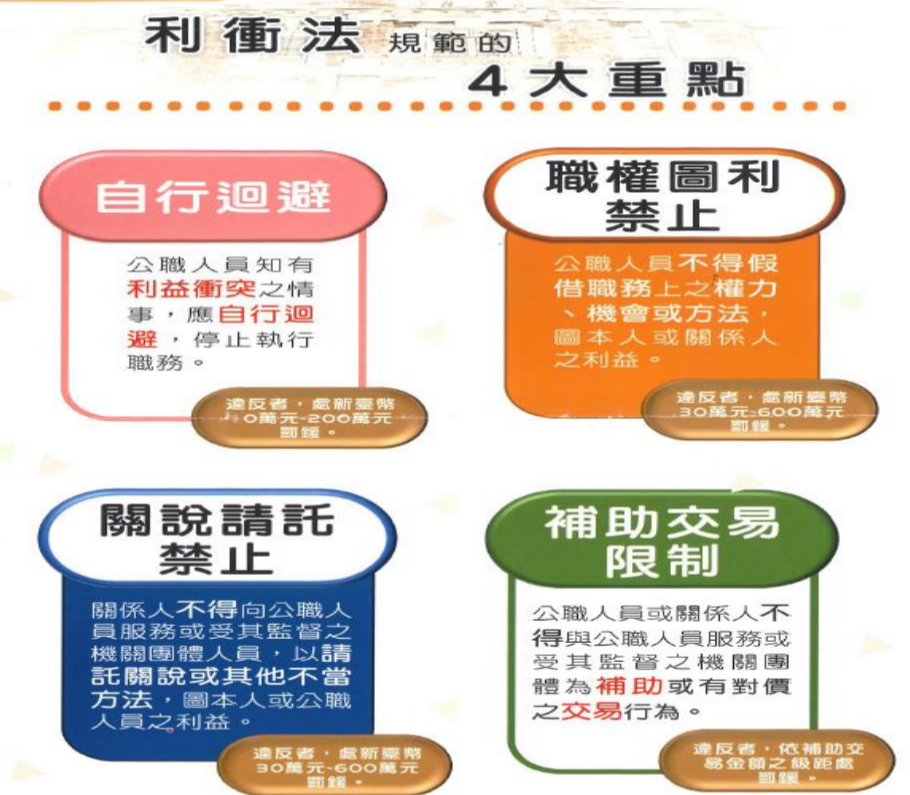 利衝法 規範的
4大重點
自行迴避
公職人員知有
利益衝突之情
事，應自行迴
避，停止執行
職務。
違反者，處新臺幣
0萬元-200萬元
罰鍰。
職權圖利
禁止
公職人員不得假
借職務上之權力
、機會或方法，
圖本人或關係人
之利益。
違反者，處新臺幣
30萬元-600萬元
罰鍰。
關說請託
禁止
關係人不得向公職人
員服務或受其監督之
機關團體人員，以請
託關說或其他不當
方法，圖本人或公職
人員之利益。
違反者，處新臺幣
30萬元-600萬元
罰鍰。
補助交易
限制
公職人員或關係人不
得與公職人員服務或
受其監督之機關團
體為補助或有對價
之交易行為。
違反者，依補助交
易金額之級距處
罰鍰。